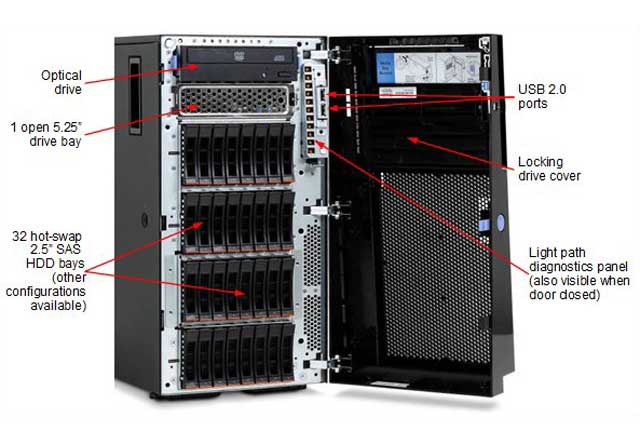 Optical
drive
1 open 5.25”
drive bay
32 hot-swap
2.5” SAS
HDD bays
(other
configurations
available)
USB 2.0
ports
Locking
drive cover
Light path
diagnostics panel
(also visible when
door closed)